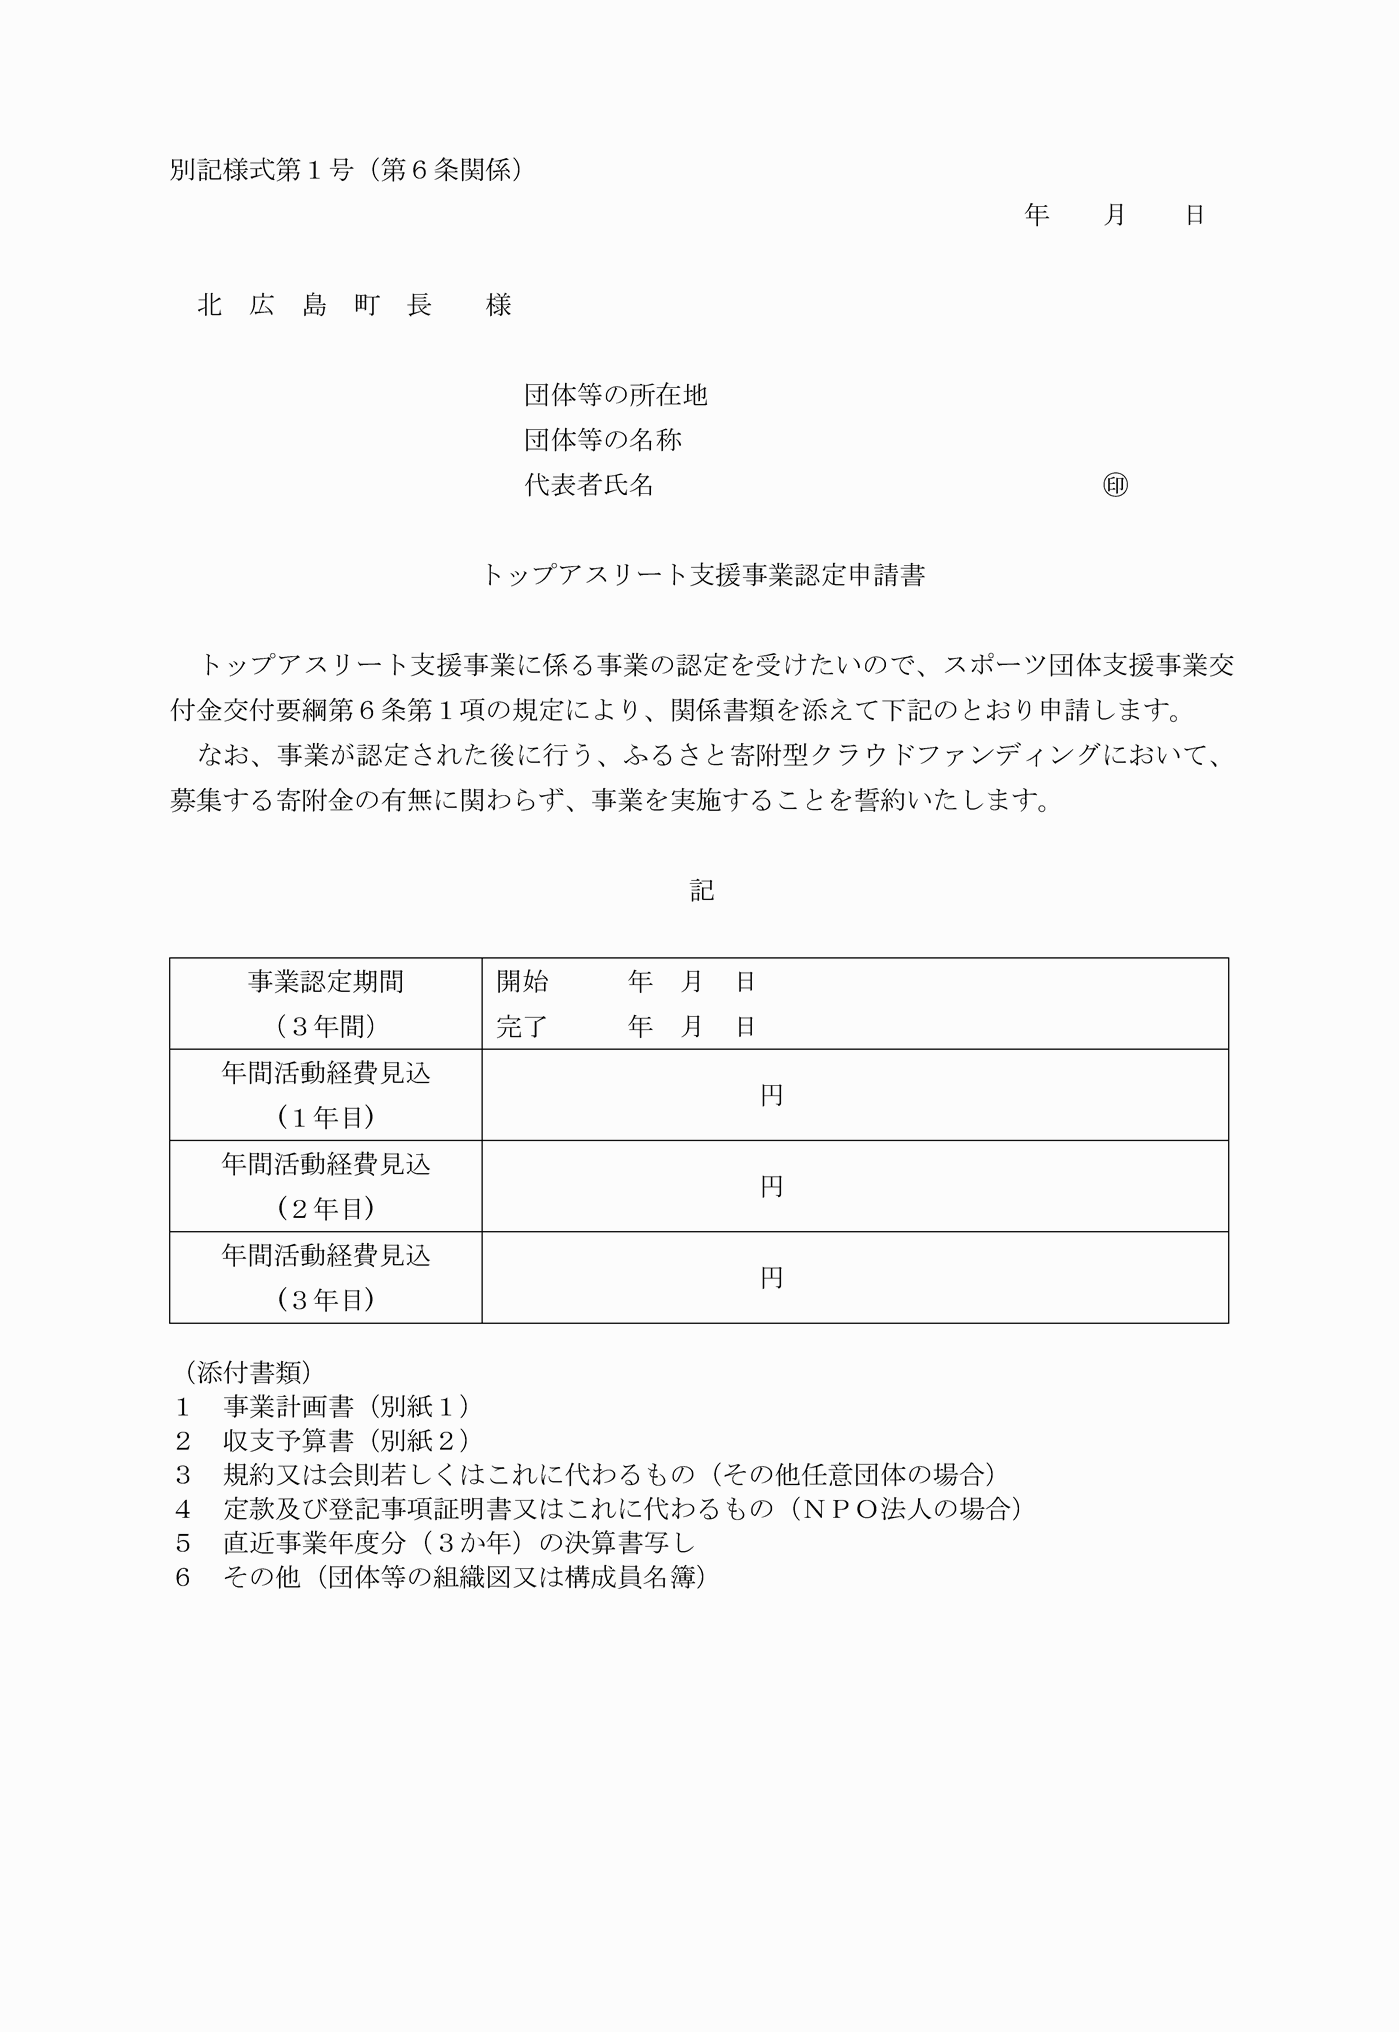 別記様式第１号（第６条関係）
年　　月　　日
北　広　島　町　長　　様
団体等の所在地
団体等の名称
代表者氏名　　　　　　　　　　　　　　　　　㊞
トップアスリート支援事業認定申請書
　トップアスリート支援事業に係る事業の認定を受けたいので、スポーツ団体支援事業交
付金交付要綱第６条第１項の規定により、関係書類を添えて下記のとおり申請します。
　なお、事業が認定された後に行う、ふるさと寄附型クラウドファンディングにおいて、
募集する寄附金の有無に関わらず、事業を実施することを誓約いたします。
記
事業認定期間
（３年間）
開始　　　年　月　日
完了　　　年　月　日
年間活動経費見込
（１年目）
円
年間活動経費見込
（２年目）
円
年間活動経費見込
（３年目）
円
（添付書類）
１　事業計画書（別紙１）
２　収支予算書（別紙２）
３　規約又は会則若しくはこれに代わるもの（その他任意団体の場合）
４　定款及び登記事項証明書又はこれに代わるもの（ＮＰＯ法人の場合）
５　直近事業年度分（３か年）の決算書写し
６　その他（団体等の組織図又は構成員名簿）